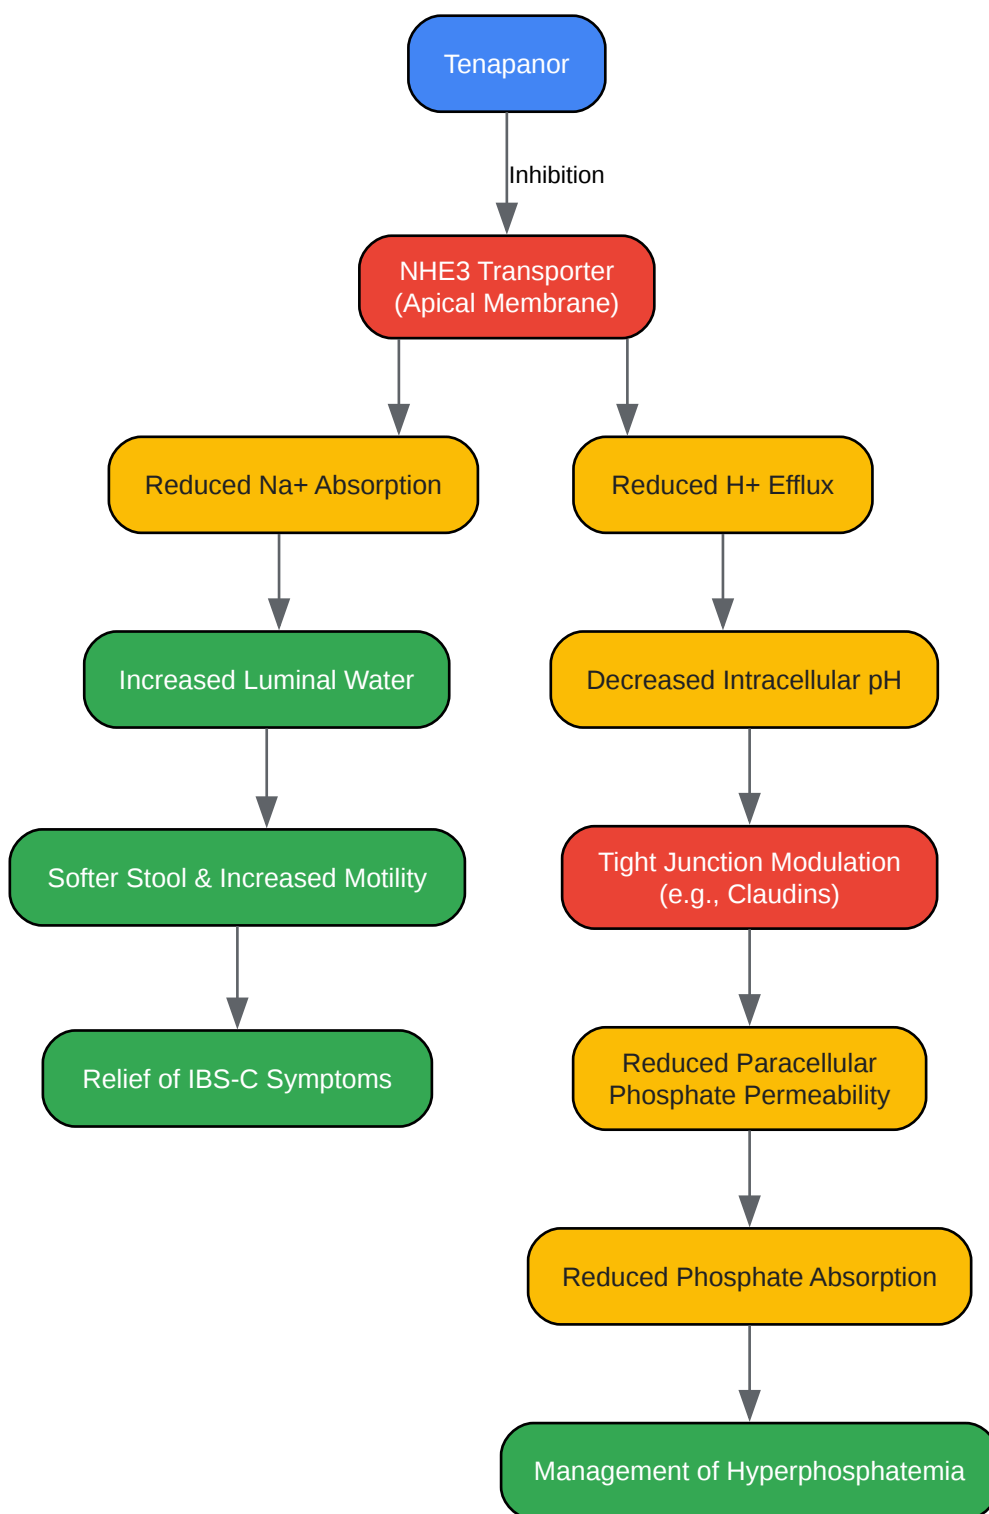 Tenapanor
Inhibition
NHE3 Transporter
(Apical Membrane)
Reduced Na+ Absorption
Reduced H+ Efflux
Increased Luminal Water
Decreased Intracellular pH
Softer Stool & Increased Motility
Tight Junction Modulation
(e.g., Claudins)
Relief of IBS-C Symptoms
Reduced Paracellular
Phosphate Permeability
Reduced Phosphate Absorption
Management of Hyperphosphatemia